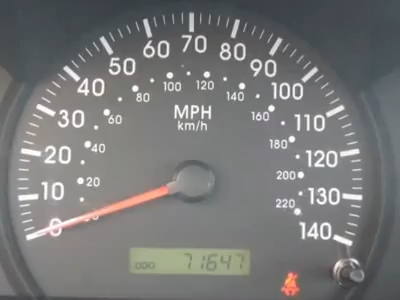 70
60 80
50 90
100 120
40 80 140 100
MPH
60 160
30 km/h 110
40 180
20 120
20 200
10 130
220
0 140
ODO 71647